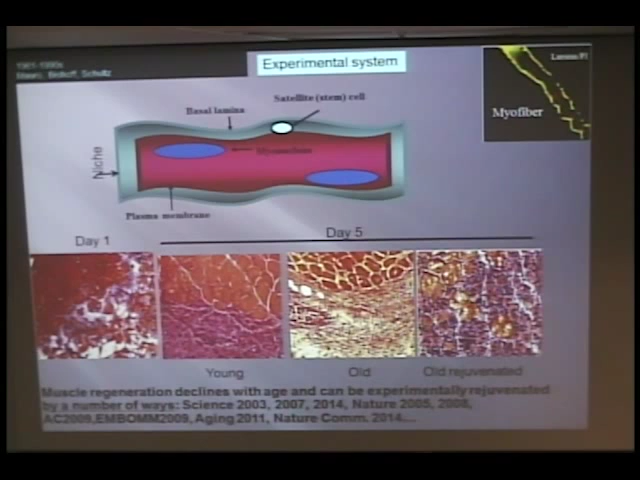 Experimental system
Laminin/PI
Myofiber
Satellite (stem) cell
Basal lamina
Niche
Plasma membrane
Day 1
Day 5
Young
Old
Old rejuvenated
Muscle regeneration declines with age and can be experimentally rejuvenated
by a number of ways: Science 2003, 2007, 2014, Nature 2005, 2008,
AC2009,EMBOMM2009, Aging 2011, Nature Comm. 2014....